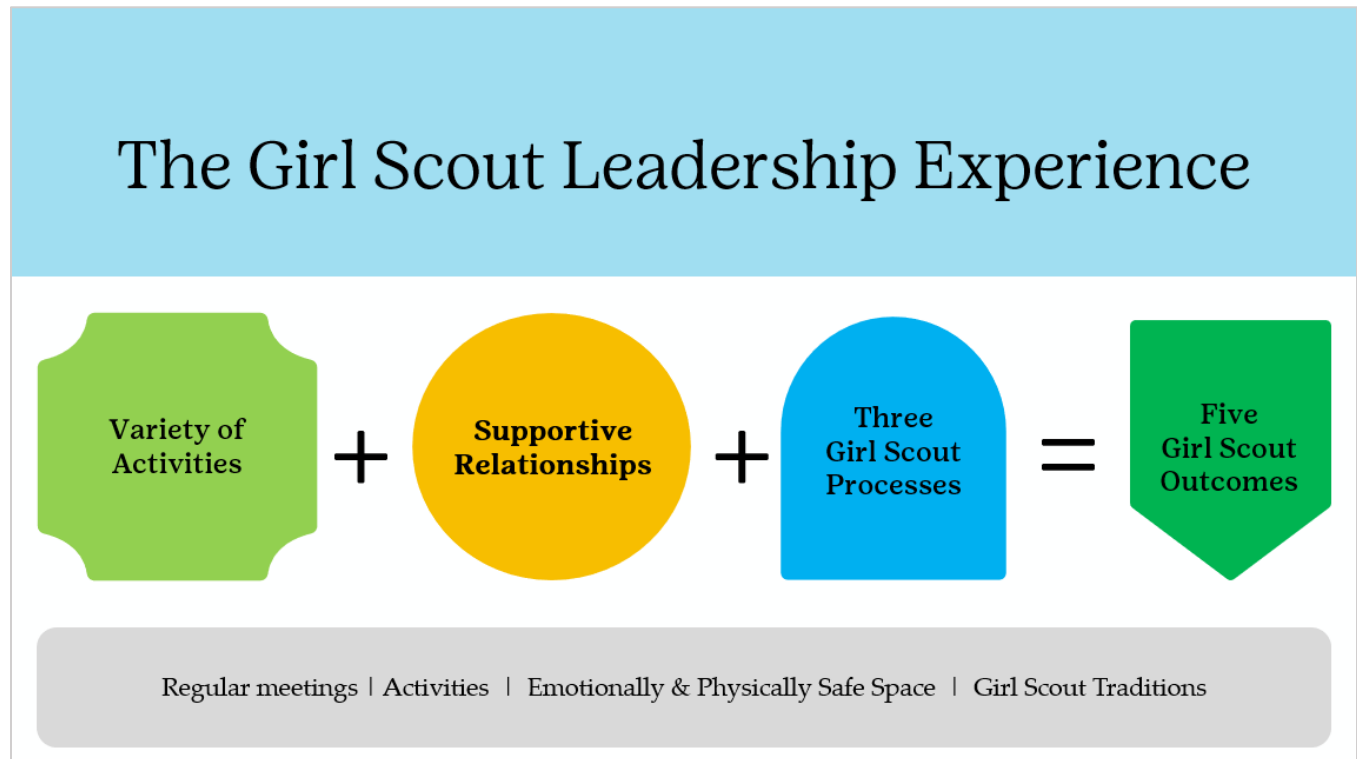 The Girl Scout Leadership Experience
Variety of
Activities
+
Supportive
Relationships
+
Three
Girl Scout
Processes
=
Five
Girl Scout
Outcomes
Regular meetings | Activities | Emotionally & Physically Safe Space | Girl Scout Traditions